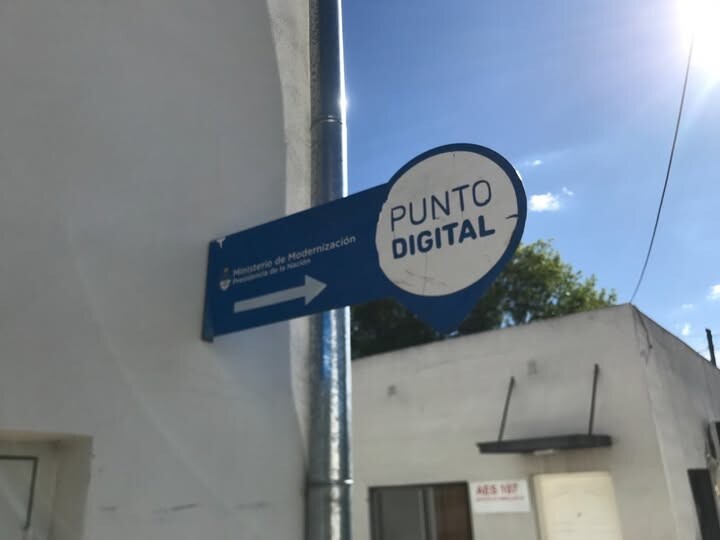 Ministerio de Modernización
Presidencia de la Nación
PUNTO
DIGITAL
AES 107